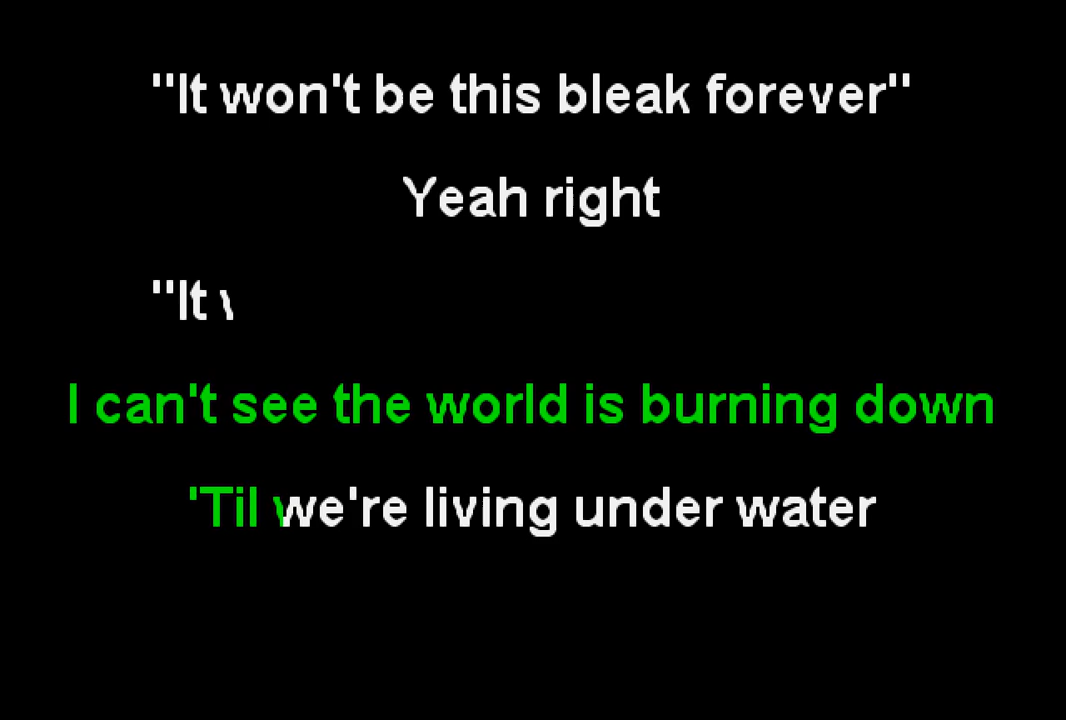 "It won't be this bleak forever"
Yeah right
"It
I can't see the world is burning down
'Til we're living under water